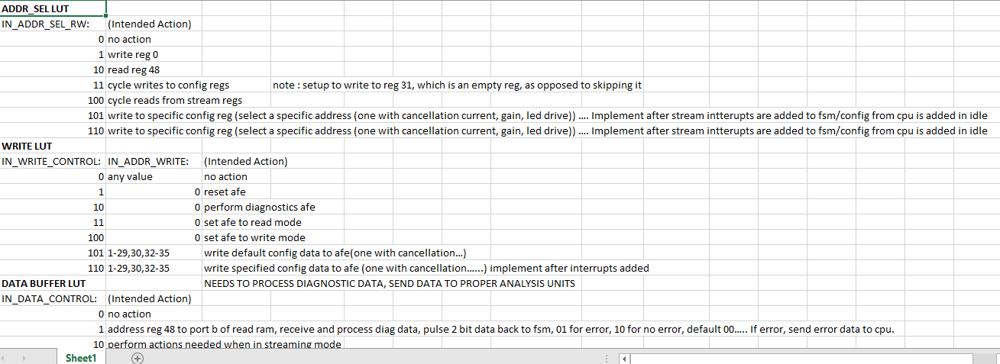 ADDR_SEL LUT
IN_ADDR_SEL_RW: (Intended Action)
0 no action
1 write reg 0
10 read reg 48
11 cycle writes to config regs note : setup to write to reg 31, which is an empty reg, as opposed to skipping it
100 cycle reads from stream regs
101 write to specific config reg (select a specific address (one with cancellation current, gain, led drive)) .... Implement after stream intterupts are added to fsm/config from cpu is added in idle
110 write to specific config reg (select a specific address (one with cancellation current, gain, led drive)) .... Implement after stream intterupts are added to fsm/config from cpu is added in idle
WRITE LUT
IN_WRITE_CONTROL: IN_ADDR_WRITE: (Intended Action)
0 any value no action
1 0 reset afe
10 0 perform diagnostics afe
11 0 set afe to read mode
100 0 set afe to write mode
101 1-29,30,32-35 write default config data to afe(one with cancellation...)
110 1-29,30,32-35 write specified config data to afe (one with cancellation......) implement after interrupts added
DATA BUFFER LUT NEEDS TO PROCESS DIAGNOSTIC DATA, SEND DATA TO PROPER ANALYSIS UNITS
IN_DATA_CONTROL: (Intended Action)
0 no action
1 address reg 48 to port b of read ram, receive and process diag data, pulse 2 bit data back to fsm, 01 for error, 10 for no error, default 00..... If error, send error data to cpu.
10 perform actions needed when in streaming mode
Sheet1